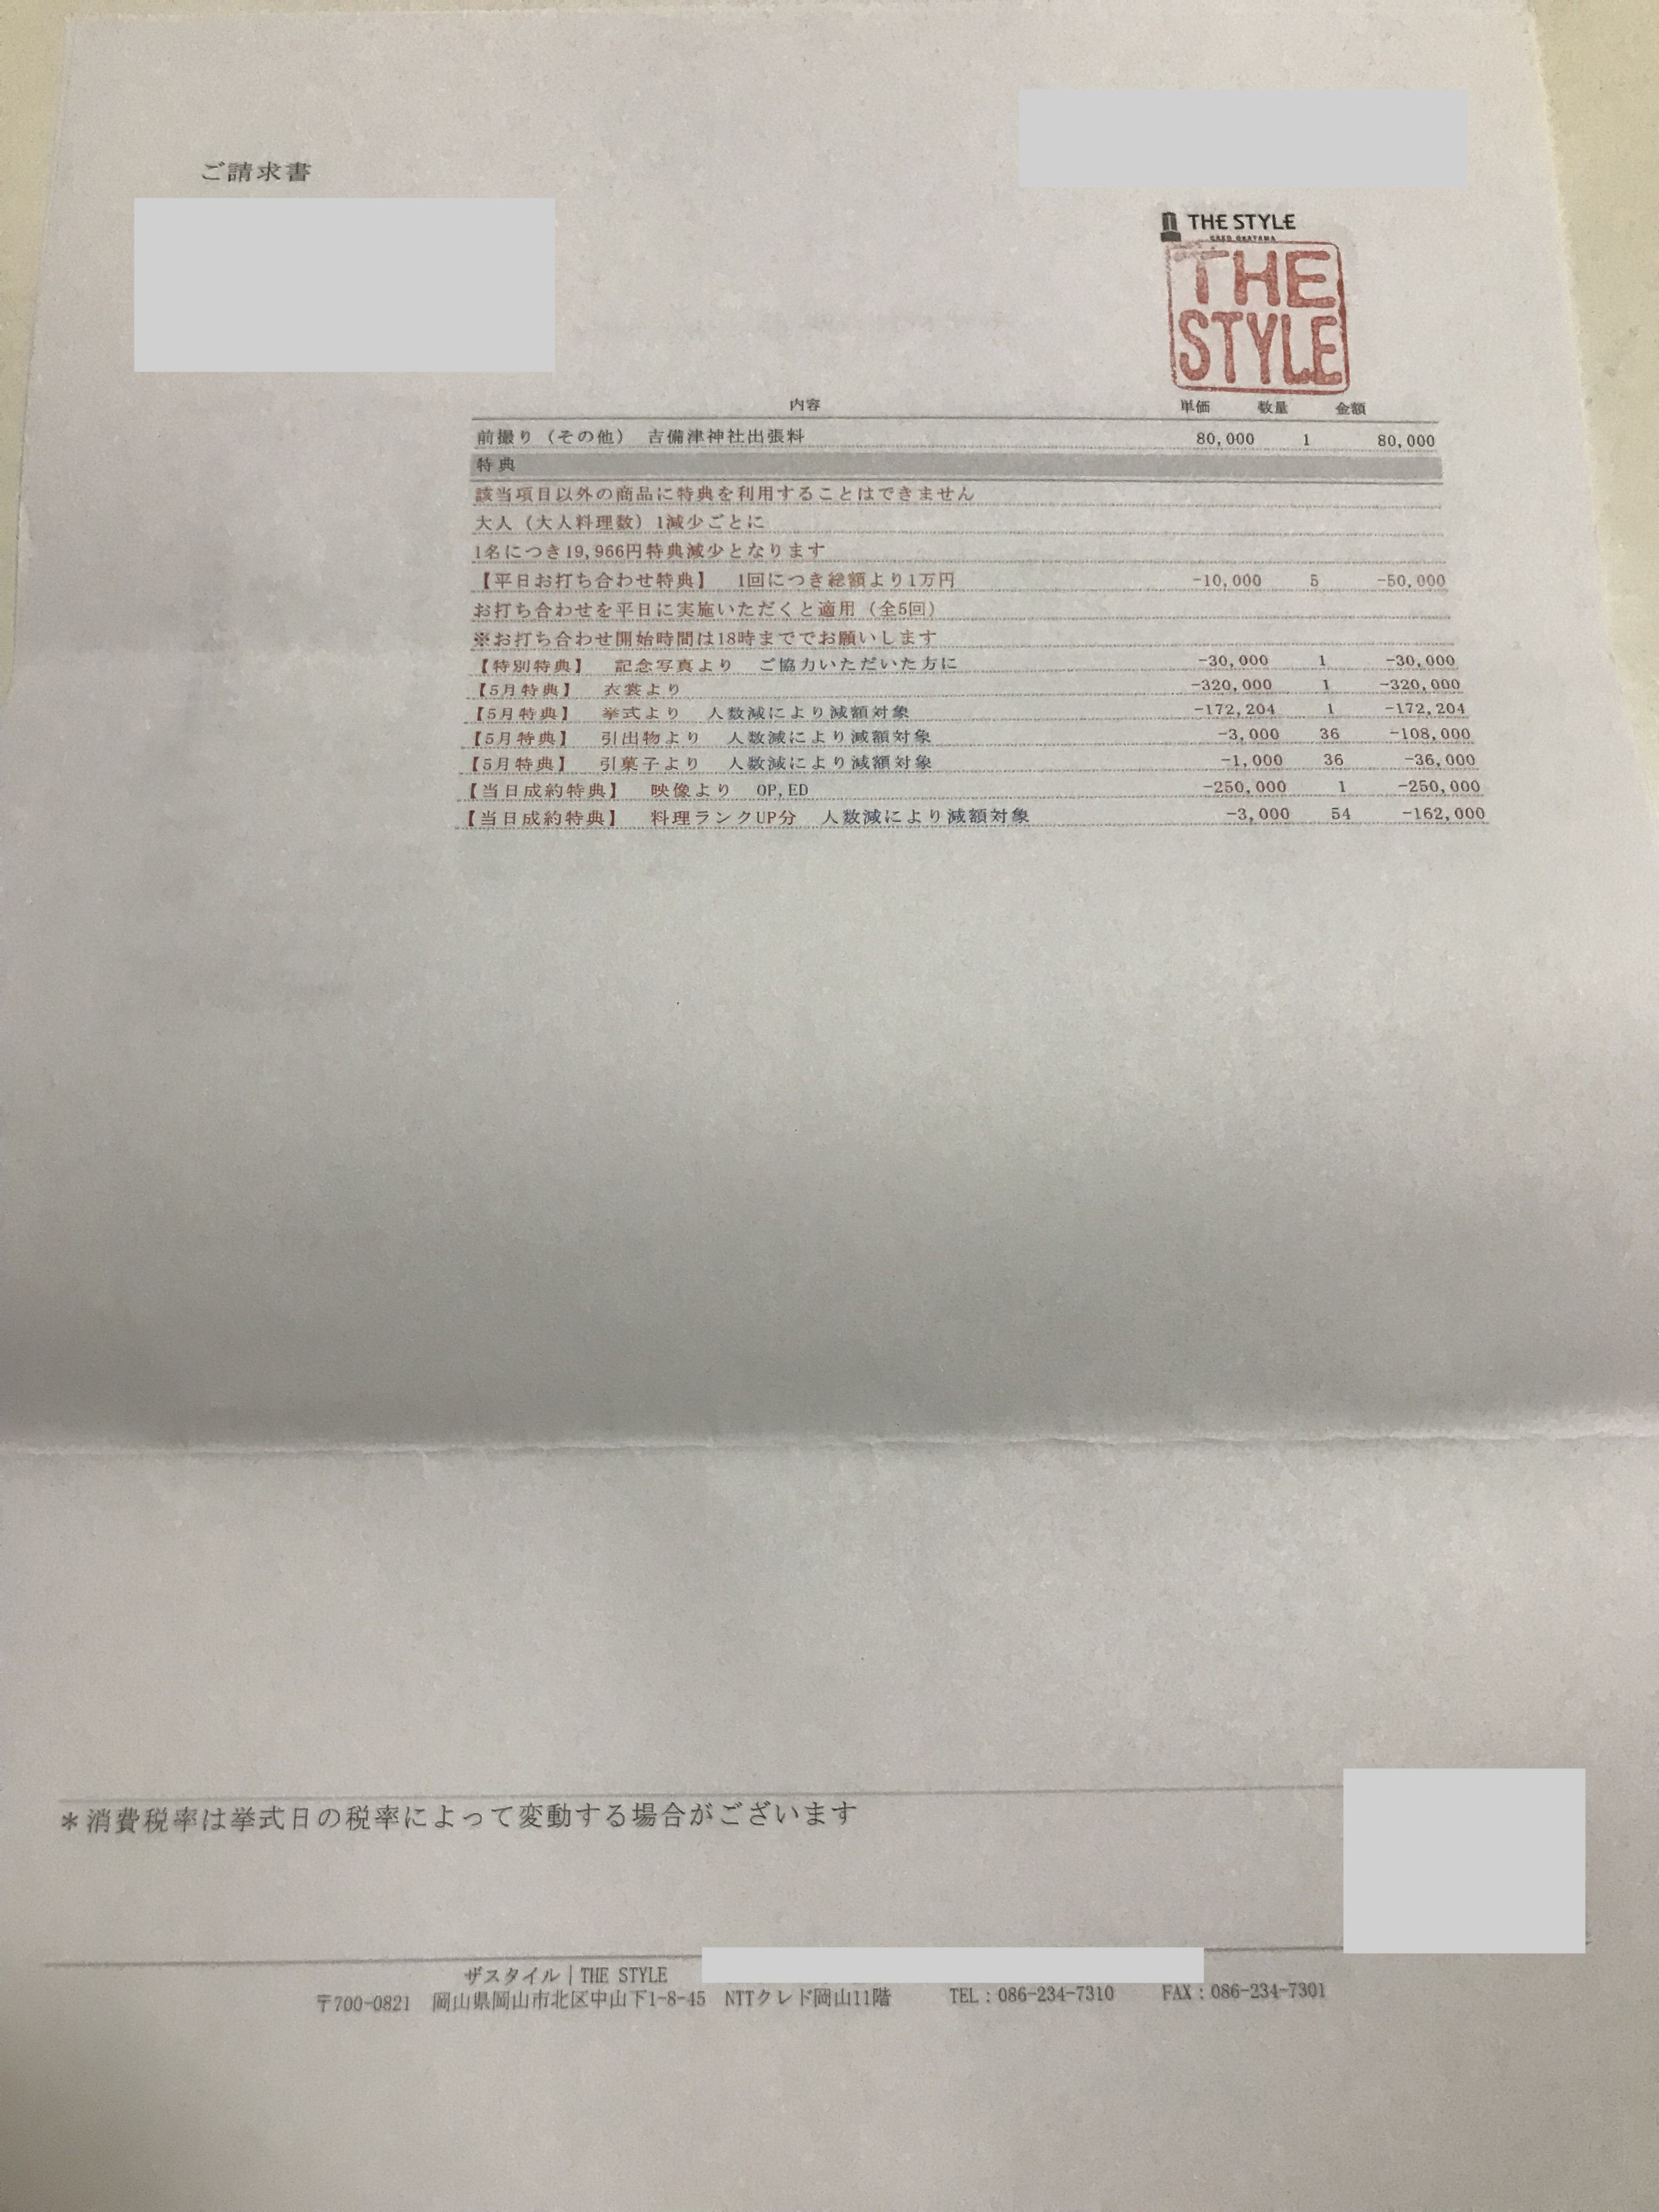 ご請求書
THE STYLE
THE
STYLE
内容 単価 数量 金額
前撮り（その他） 吉備津神社出張料 80,000 1 80,000
特典
該当項目以外の商品に特典を利用することはできません
大人（大人料理数）1減少ごとに
1名につき19,966円特典減少となります
【平日お打ち合わせ特典】 1回につき総額より1万円 -10,000 5 -50,000
お打ち合わせを平日に実施いただくと適用（全5回）
※お打ち合わせ開始時間は18時まででお願いします
【特別特典】 記念写真より ご協力いただいた方に -30,000 1 -30,000
【5月特典】 衣裳より -320,000 1 -320,000
【5月特典】 挙式より 人数減により減額対象 -172,204 1 -172,204
【5月特典】 引出物より 人数減により減額対象 -3,000 36 -108,000
【5月特典】 引菓子より 人数減により減額対象 -1,000 36 -36,000
【当日成約特典】 映像より OP,ED -250,000 1 -250,000
【当日成約特典】 料理ランクUP分 人数減により減額対象 -3,000 54 -162,000
＊消費税率は挙式日の税率によって変動する場合がございます
ザスタイル｜THE STYLE
〒700-0821 岡山県岡山市北区中山下1-8-45 NTTクレド岡山11階 TEL：086-234-7310 FAX：086-234-7301